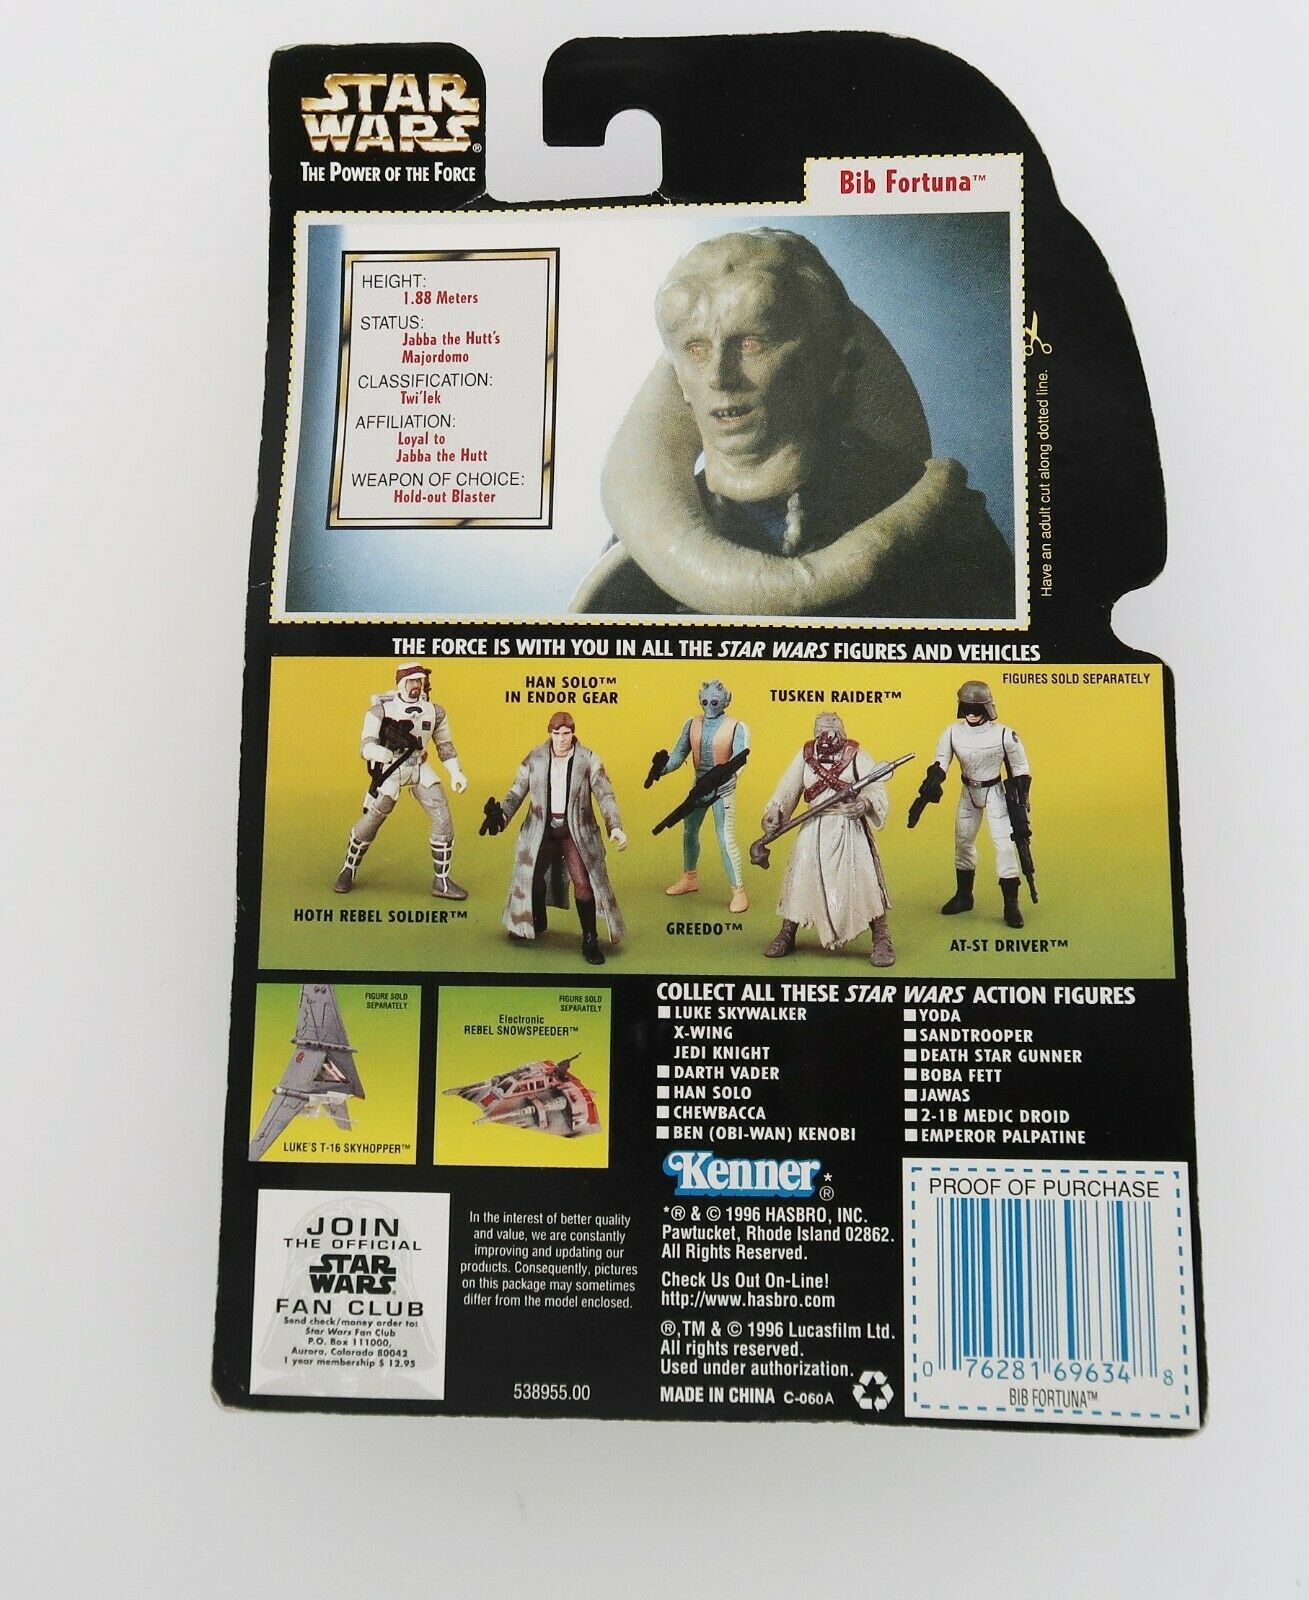 STAR
WARS®
THE POWER OF THE FORCE
Bib Fortuna™
HEIGHT:
1.88 Meters
STATUS:
Jabba the Hutt's
Majordomo
CLASSIFICATION:
Twi'lek
AFFILIATION:
Loyal to
Jabba the Hutt
WEAPON OF CHOICE:
Hold-out Blaster
Have an adult cut along dotted line.
THE FORCE IS WITH YOU IN ALL THE STAR WARS FIGURES AND VEHICLES
HAN SOLO™
IN ENDOR GEAR
TUSKEN RAIDER™
FIGURES SOLD SEPARATELY
HOTH REBEL SOLDIER™
GREEDO™
AT-ST DRIVER™
FIGURE SOLD
SEPARATELY
LUKE'S T-16 SKYHOPPER™
FIGURE SOLD
SEPARATELY
Electronic
REBEL SNOWSPEEDER™
COLLECT ALL THESE STAR WARS ACTION FIGURES
LUKE SKYWALKER
X-WING
JEDI KNIGHT
DARTH VADER
HAN SOLO
CHEWBACCA
BEN (OBI-WAN) KENOBI
YODA
SANDTROOPER
DEATH STAR GUNNER
BOBA FETT
JAWAS
2-1B MEDIC DROID
EMPEROR PALPATINE
JOIN
THE OFFICIAL
STAR
WARS®
FAN CLUB
Send check/money order to:
Star Wars Fan Club
P.O. Box 111000,
Aurora, Colorado 80042
1 year membership $ 12.95
In the interest of better quality
and value, we are constantly
improving and updating our
products. Consequently, pictures
on this package may sometimes
differ from the model enclosed.
538955.00
Kenner*®
*® & © 1996 HASBRO, INC.
Pawtucket, Rhode Island 02862.
All Rights Reserved.
Check Us Out On-Line!
http://www.hasbro.com
®,TM & © 1996 Lucasfilm Ltd.
All rights reserved.
Used under authorization.
MADE IN CHINA C-060A
PROOF OF PURCHASE
0 76281 69634 8
BIB FORTUNA™